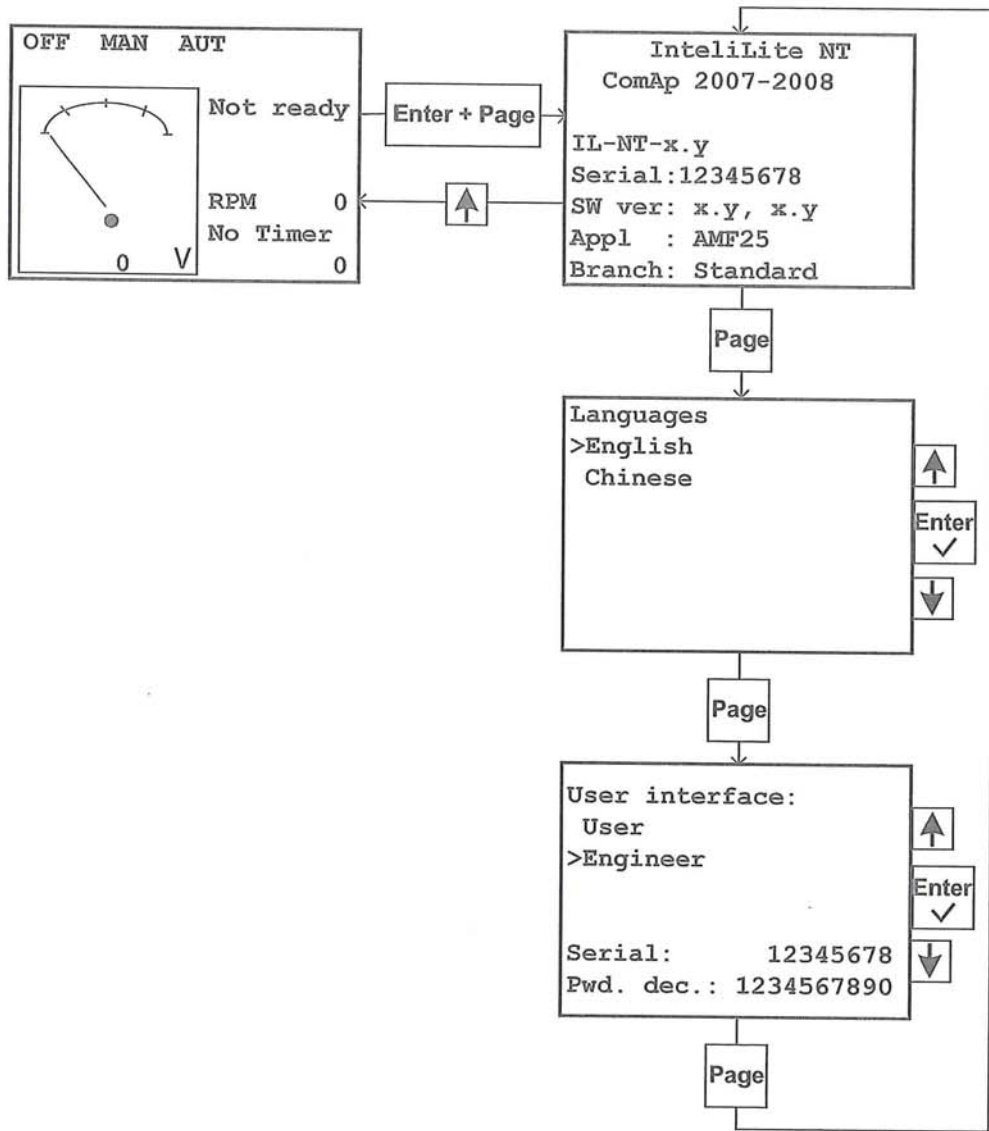 OFF MAN AUT
Not ready
RPM 0
No Timer
0 V
0
Enter + Page
InteliLite NT
ComAp 2007-2008
IL-NT-x.y
Serial:12345678
SW ver: x.y, x.y
Appl : AMF25
Branch: Standard
Page
Languages
>English
Chinese
Enter
Page
User interface:
User
>Engineer
Enter
Serial: 12345678
Pwd. dec.: 1234567890
Page